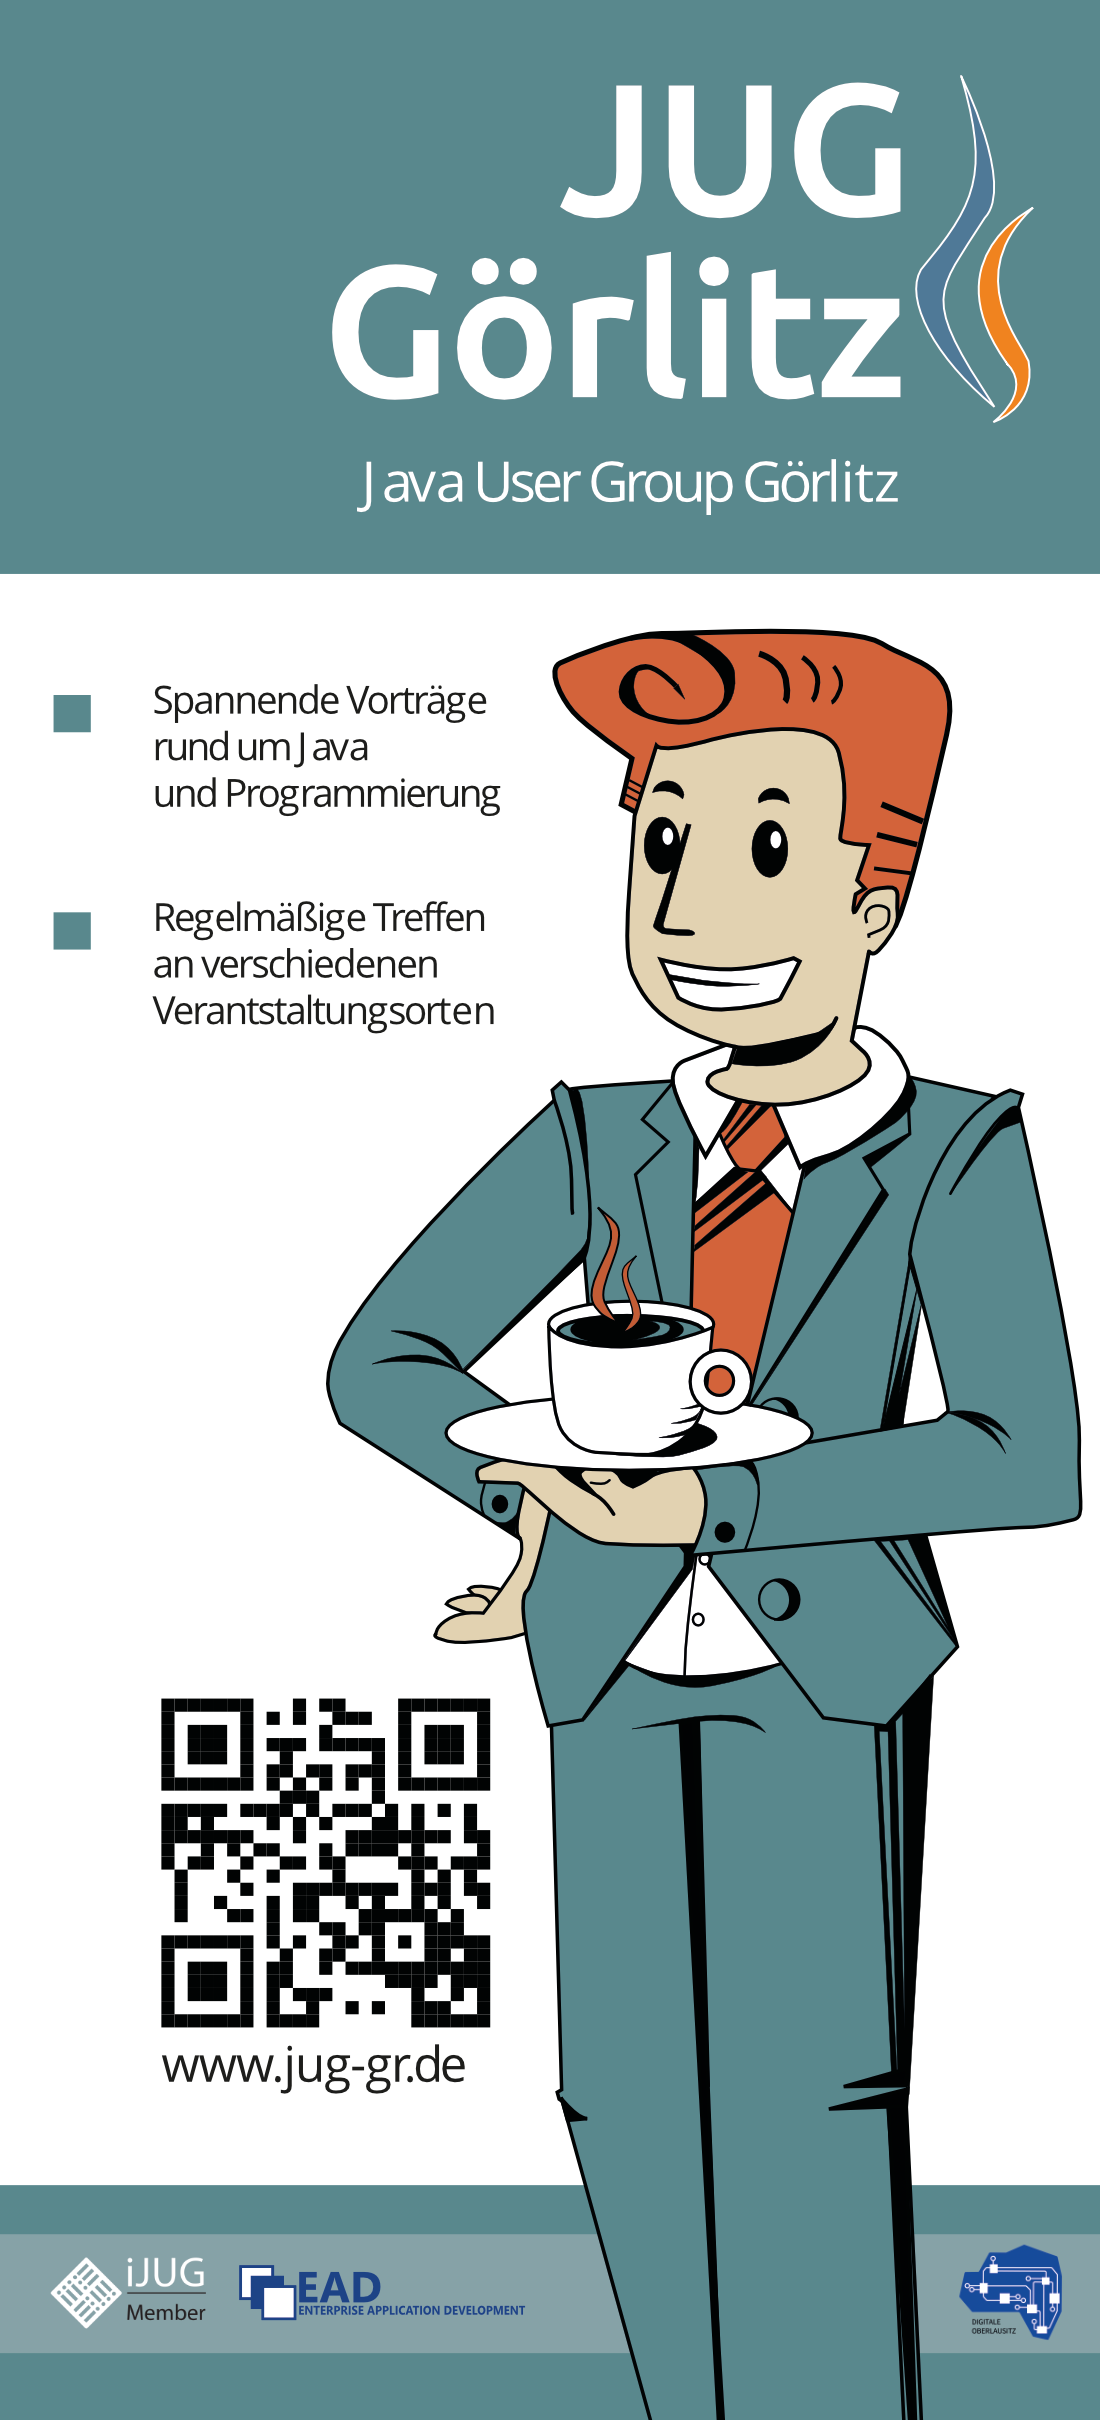 JUG
Görlitz
Java User Group Görlitz
Spannende Vorträge
rund um Java
und Programmierung
Regelmäßige Treffen
an verschiedenen
Verantstaltungsorten
www.jug-gr.de
iJUG
Member
EAD
ENTERPRISE APPLICATION DEVELOPMENT
DIGITALE
OBERLAUSITZ